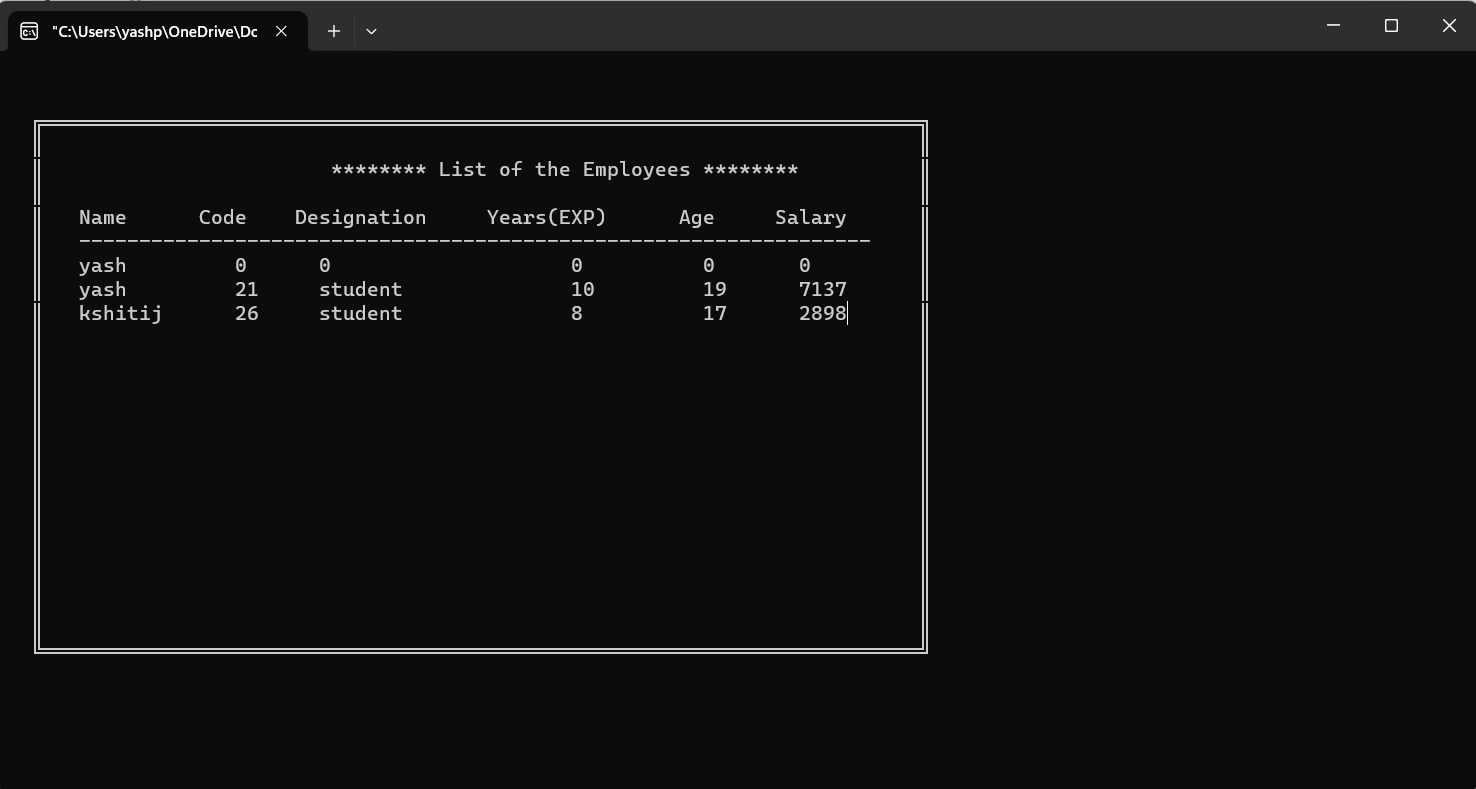 "C:\Users\yashp\OneDrive\Dc
******** List of the Employees ********
Name Code Designation Years(EXP) Age Salary
------------------------------------------------------------------
yash 0 0 0 0 0
yash 21 student 10 19 7137
kshitij 26 student 8 17 2898